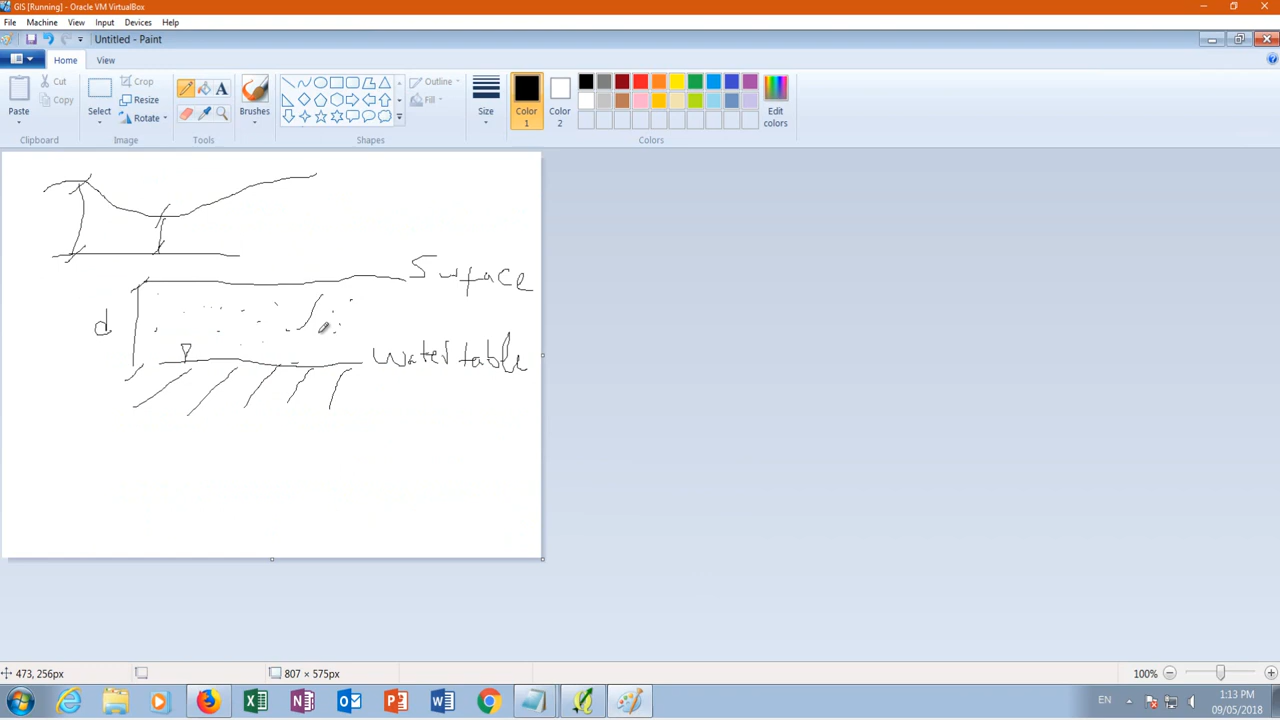 GIS [Running] - Oracle VM VirtualBox
File Machine View Input Devices Help
Untitled - Paint
Home View
Paste
Cut
Copy
Clipboard
Select
Crop
Resize
Rotate
Image
A
Tools
Brushes
Outline
Fill
Shapes
Size
Color 1
Color 2
Edit colors
Colors
Surface
d
Water table
473, 256px
807 × 575px
100%
EN
1:13 PM
09/05/2018